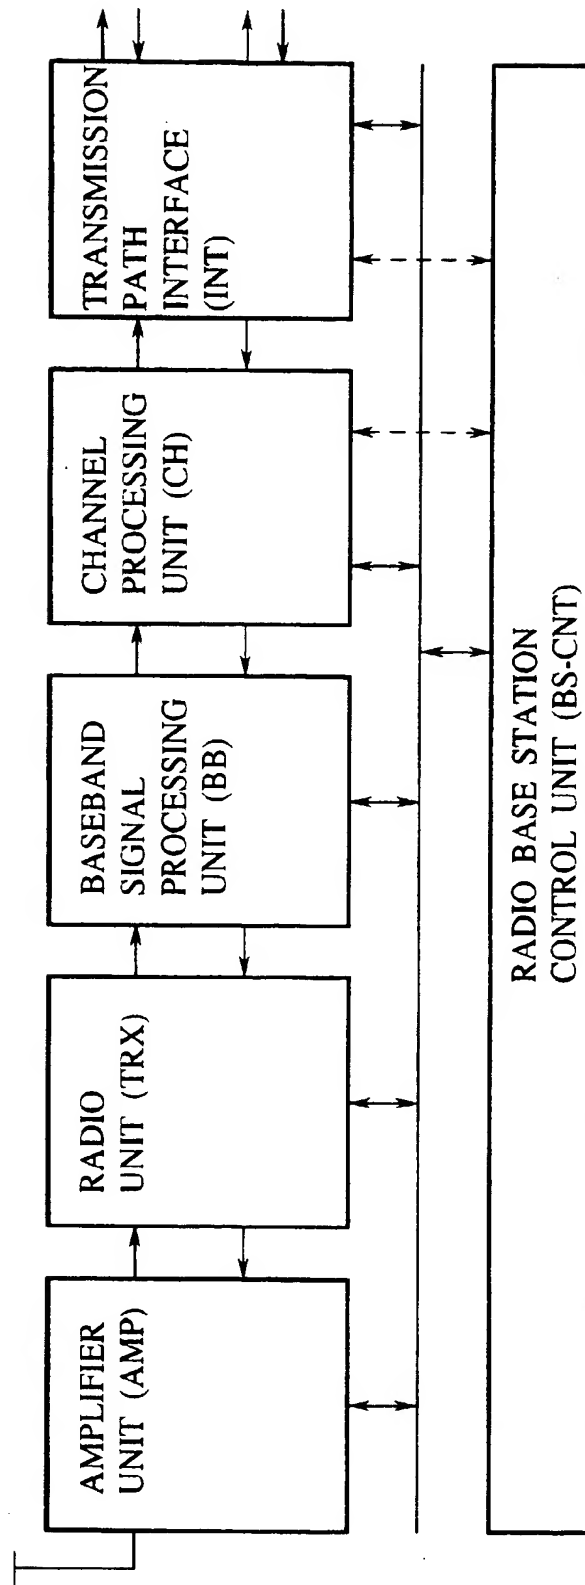 AMPLIFIER
UNIT (AMP)
RADIO
UNIT (TRX)
BASEBAND
SIGNAL
PROCESSING
UNIT (BB)
CHANNEL
PROCESSING
UNIT (CH)
TRANSMISSION
PATH
INTERFACE
(INT)
RADIO BASE STATION
CONTROL UNIT (BS-CNT)